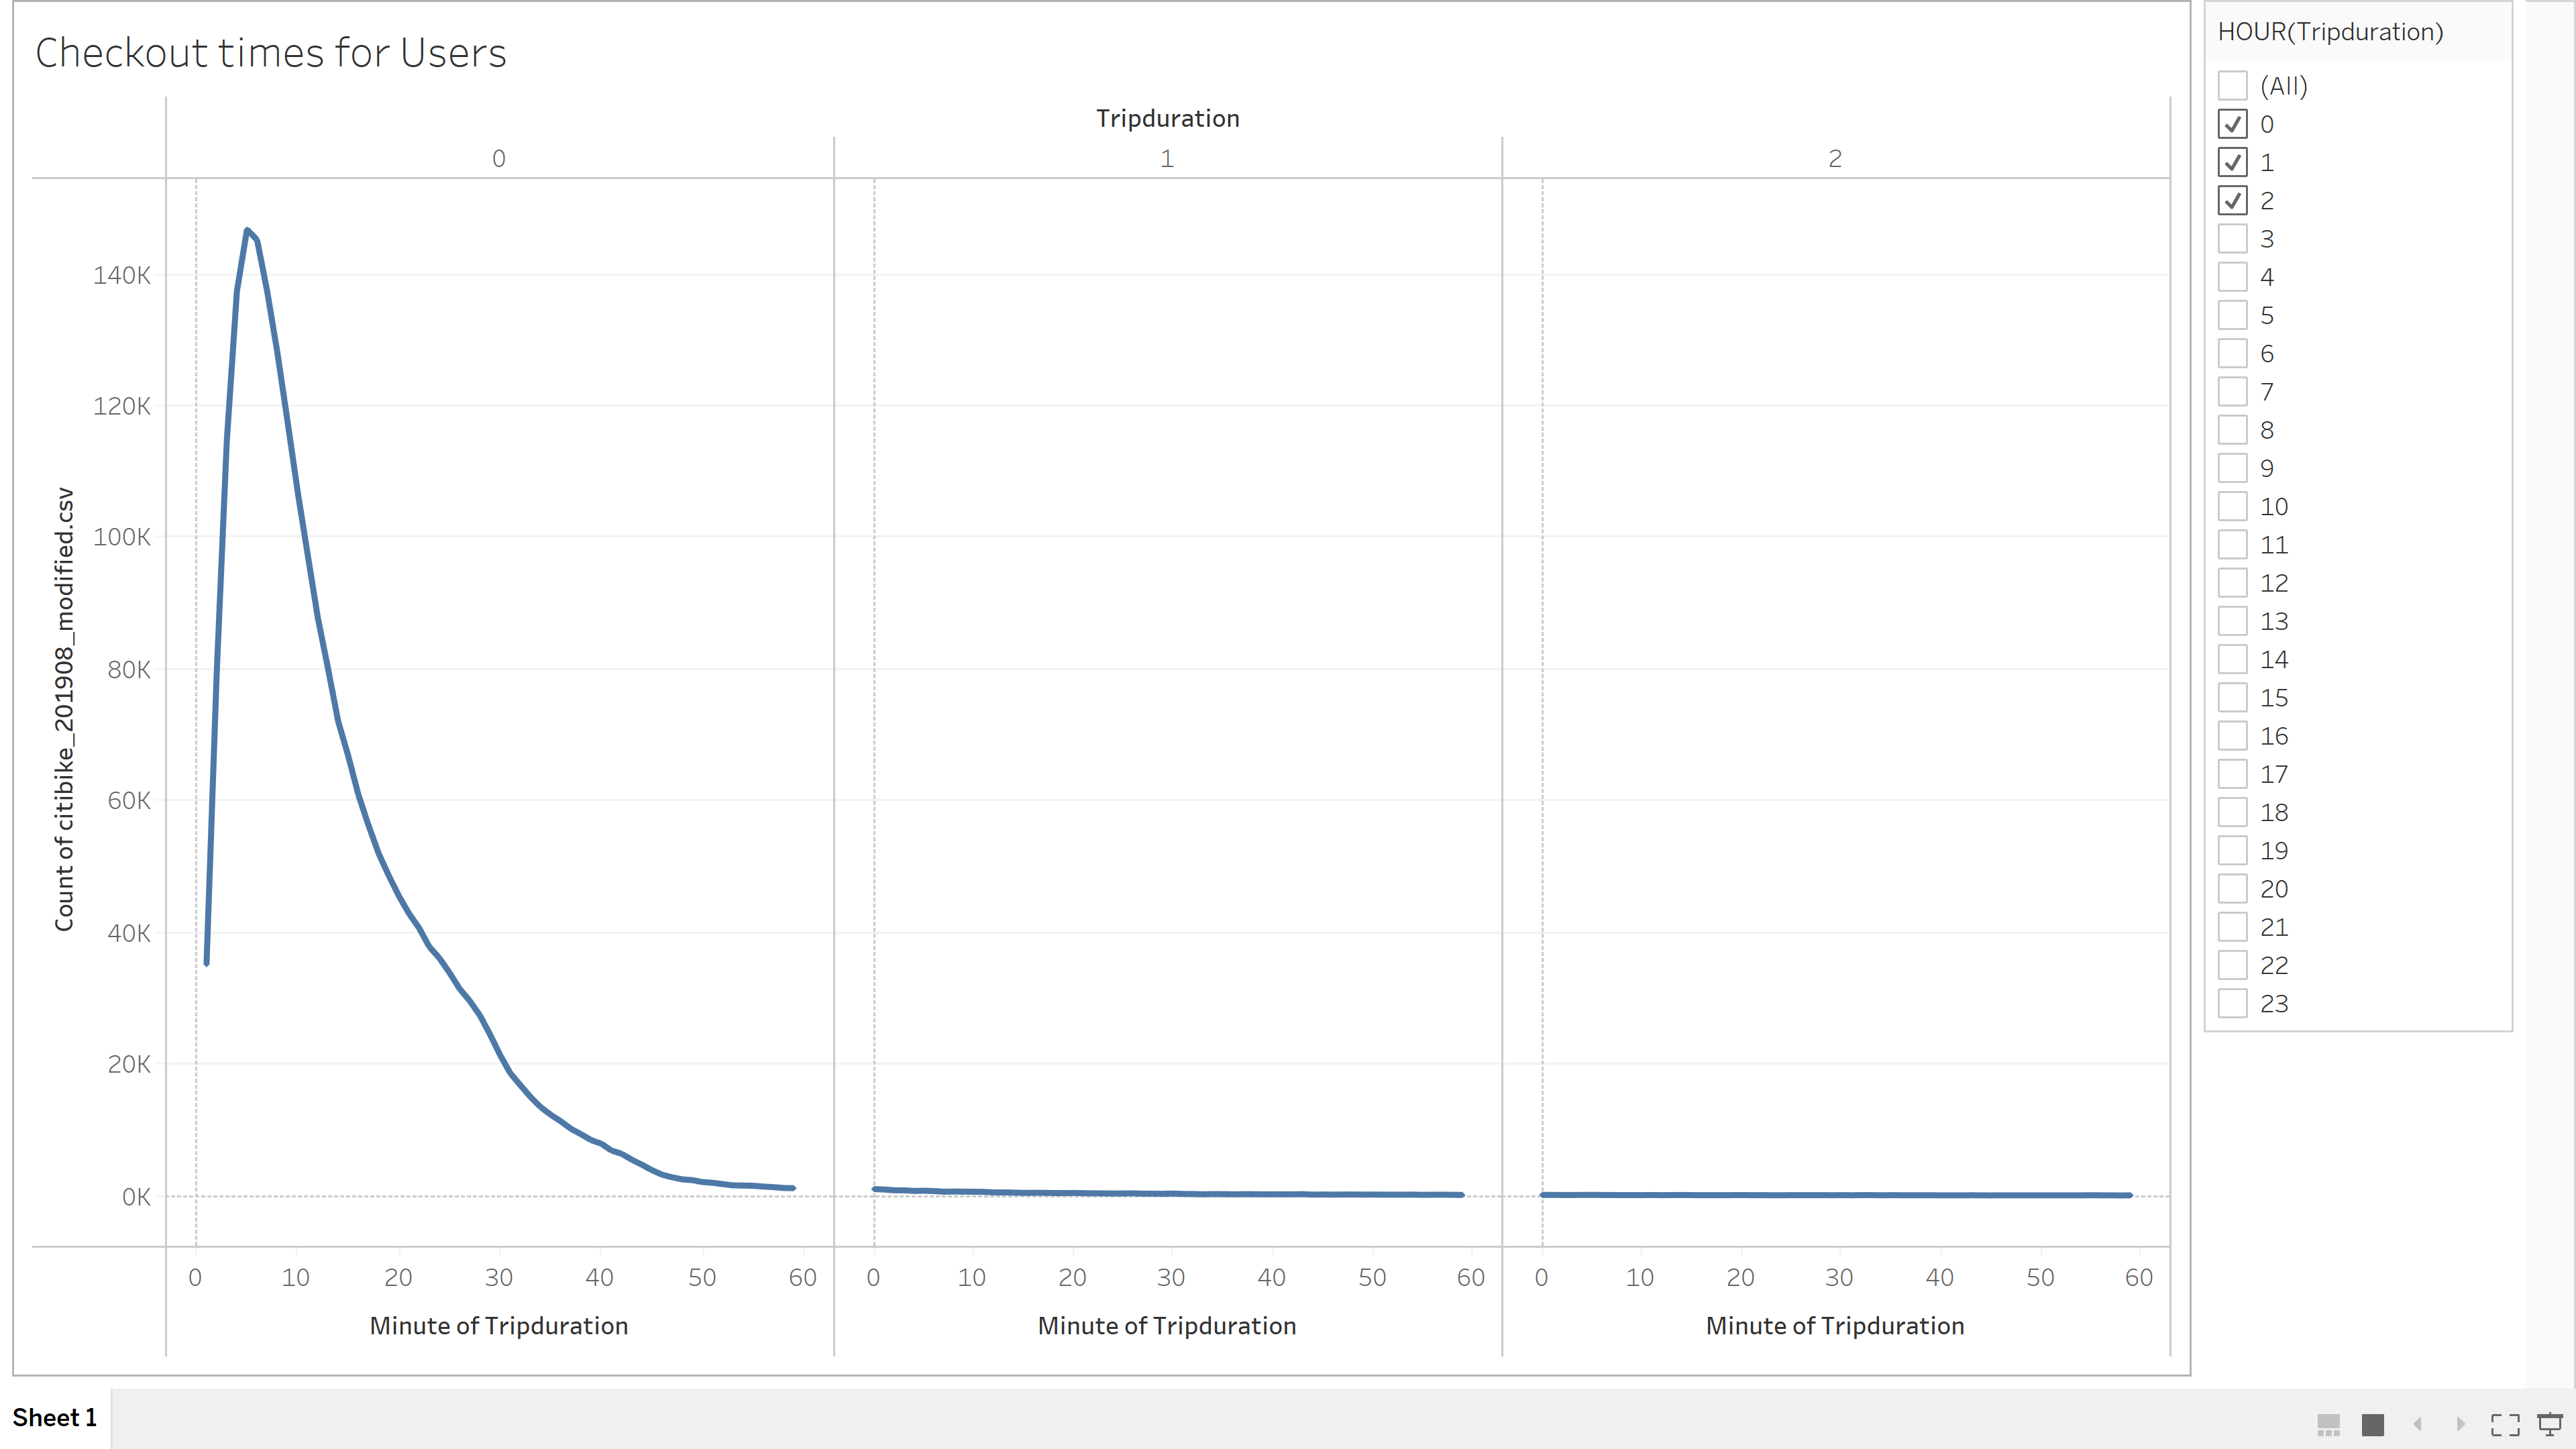 Checkout times for Users
Tripduration
0 1 2
Count of citibike_201908_modified.csv
140K
120K
100K
80K
60K
40K
20K
0K
0 10 20 30 40 50 60 0 10 20 30 40 50 60 0 10 20 30 40 50 60
Minute of Tripduration Minute of Tripduration Minute of Tripduration
HOUR(Tripduration)
(All)
0
1
2
3
4
5
6
7
8
9
10
11
12
13
14
15
16
17
18
19
20
21
22
23
Sheet 1